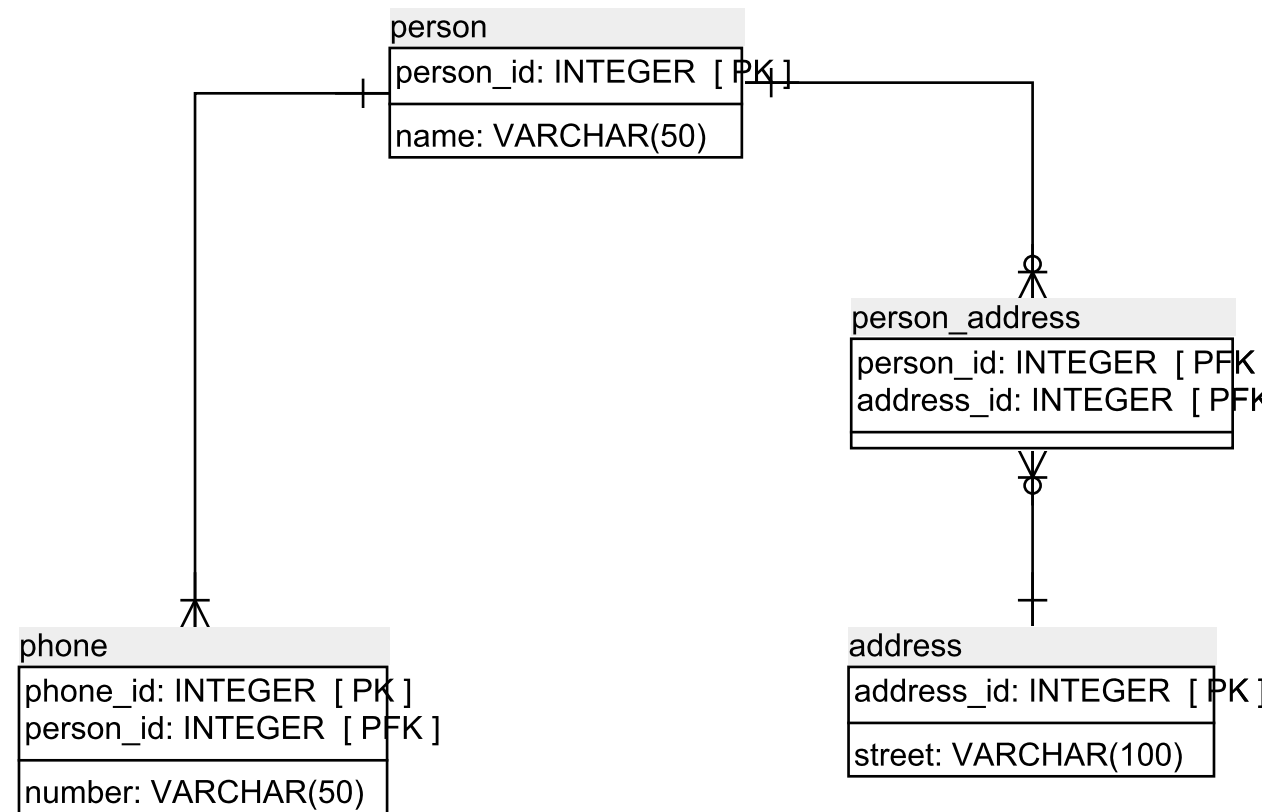 person
person_id: INTEGER [ PK ]
name: VARCHAR(50)
person_address
person_id: INTEGER [ PFK
address_id: INTEGER [ PFK
phone
phone_id: INTEGER [ PK ]
person_id: INTEGER [ PFK ]
number: VARCHAR(50)
address
address_id: INTEGER [ PK ]
street: VARCHAR(100)